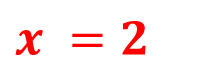 x = 2